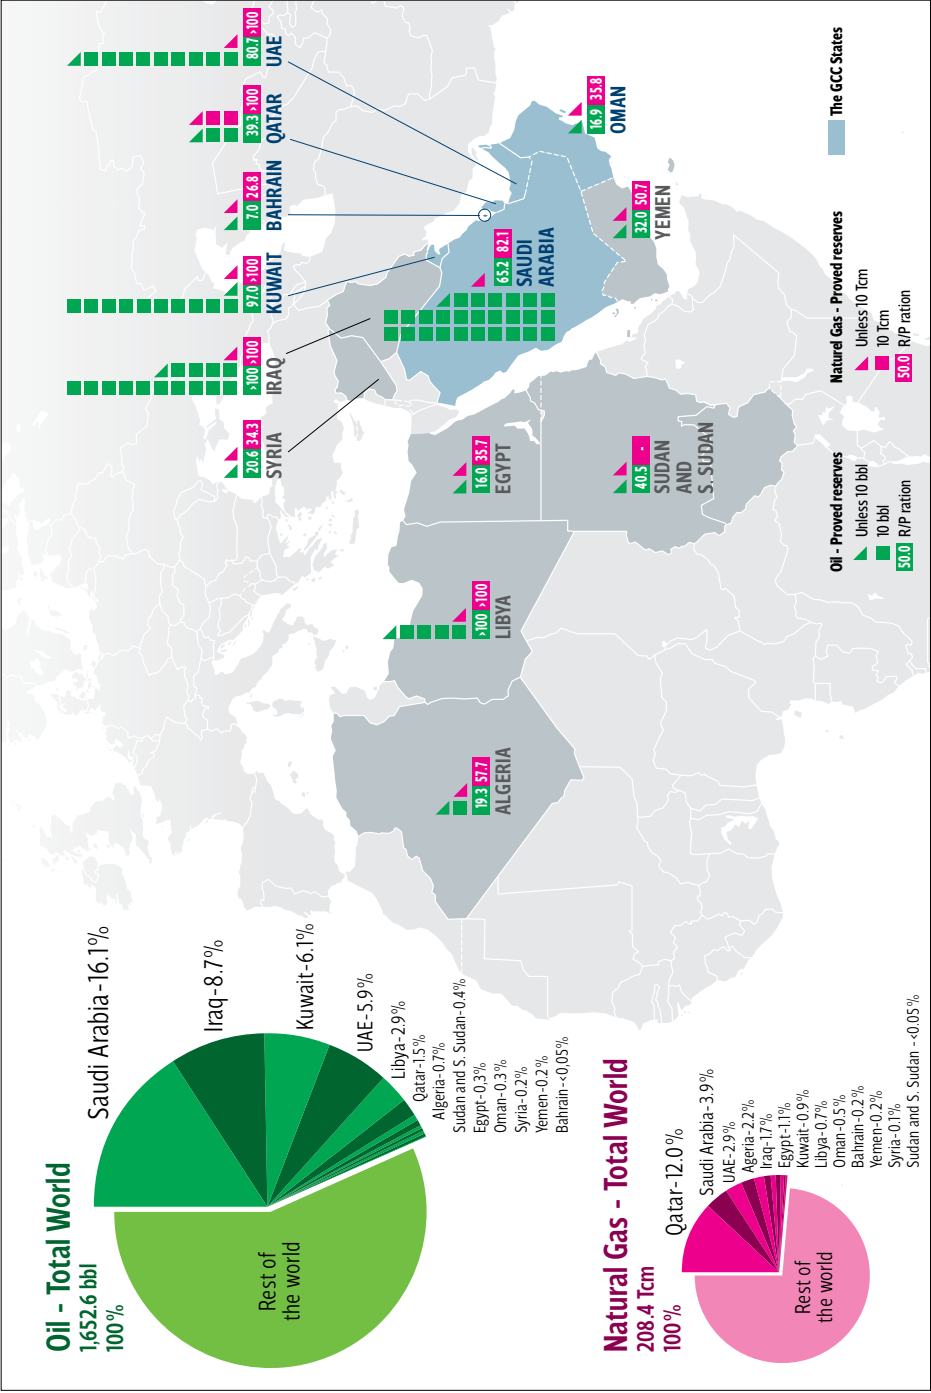 Oil - Total World
1,652.6 bbl
100%
Saudi Arabia-16.1%
Iraq-8.7%
Kuwait-6.1%
UAE-5.9%
Libya-2.9%
Qatar-1.5%
Algeria-0.7%
Sudan and S. Sudan-0.4%
Egypt-0,3%
Oman-0.3%
Syria-0.2%
Yemen-0.2%
Bahrain-<0,05%
Rest of
the world
Natural Gas - Total World
208.4 Tcm
100%
Qatar-12.0%
Saudi Arabia-3.9%
UAE-2.9%
Ageria-2.2%
Iraq-1.7%
Egypt-1.1%
Kuwait-0.9%
Libya-0.7%
Oman-0.5%
Bahrain-0.2%
Yemen-0.2%
Syria-0.1%
Sudan and S. Sudan -<0.05%
Rest of
the world
19.3 57.7
ALGERIA
>100 >100
LIBYA
16.0 35.7
EGYPT
40.5 -
SUDAN
AND
S. SUDAN
20.6 34.3
SYRIA
>100 >100
IRAQ
97.0 >100
KUWAIT
7.0 26.8
BAHRAIN
39.3 >100
QATAR
80.7 >100
UAE
65.2 82.1
SAUDI
ARABIA
32.0 50.7
YEMEN
16.9 35.8
OMAN
Oil - Proved reserves
Unless 10 bbl
10 bbl
50.0 R/P ration
Naturel Gas - Proved reserves
Unless 10 Tcm
10 Tcm
50.0 R/P ration
The GCC States